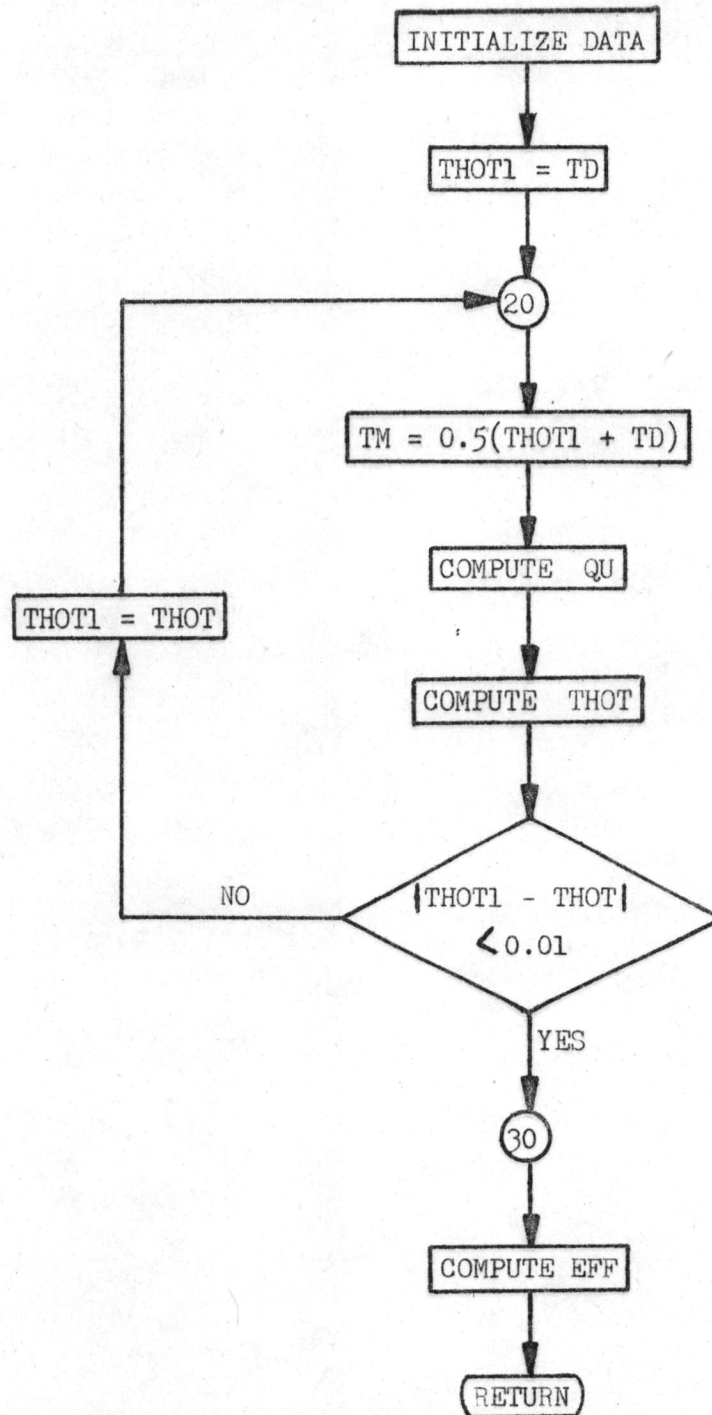 INITIALIZE DATA
THOT1 = TD
20
TM = 0.5(THOT1 + TD)
COMPUTE QU
THOT1 = THOT
COMPUTE THOT
|THOT1 - THOT|
< 0.01
NO
YES
30
COMPUTE EFF
RETURN